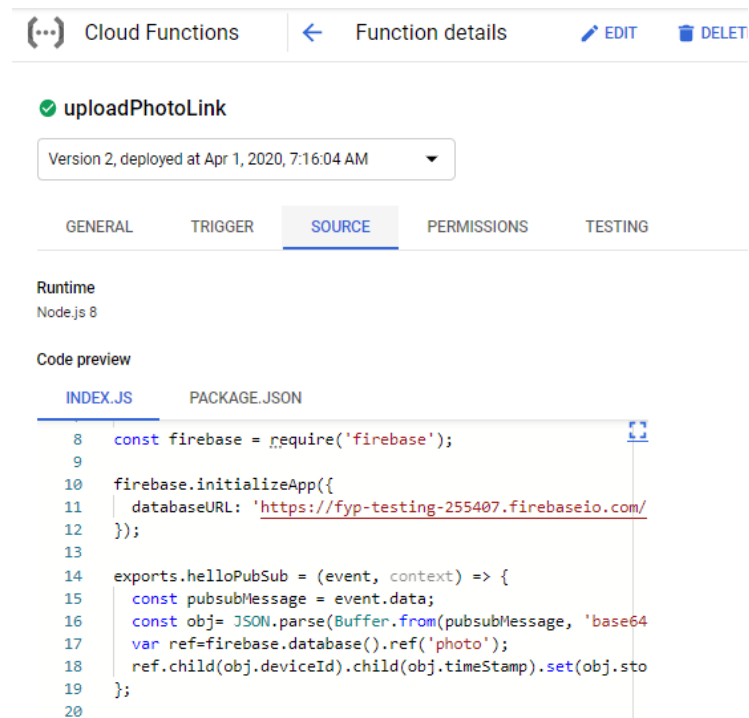 Cloud Functions Function details EDIT DELET
uploadPhotoLink
Version 2, deployed at Apr 1, 2020, 7:16:04 AM
GENERAL TRIGGER SOURCE PERMISSIONS TESTING
Runtime
Node.js 8
Code preview
INDEX.JS PACKAGE.JSON
8 const firebase = require('firebase');
9
10 firebase.initializeApp({
11 databaseURL: 'https://fyp-testing-255407.firebaseio.com/
12 });
13
14 exports.helloPubSub = (event, context) => {
15 const pubsubMessage = event.data;
16 const obj= JSON.parse(Buffer.from(pubsubMessage, 'base64
17 var ref=firebase.database().ref('photo');
18 ref.child(obj.deviceId).child(obj.timeStamp).set(obj.sto
19 };
20